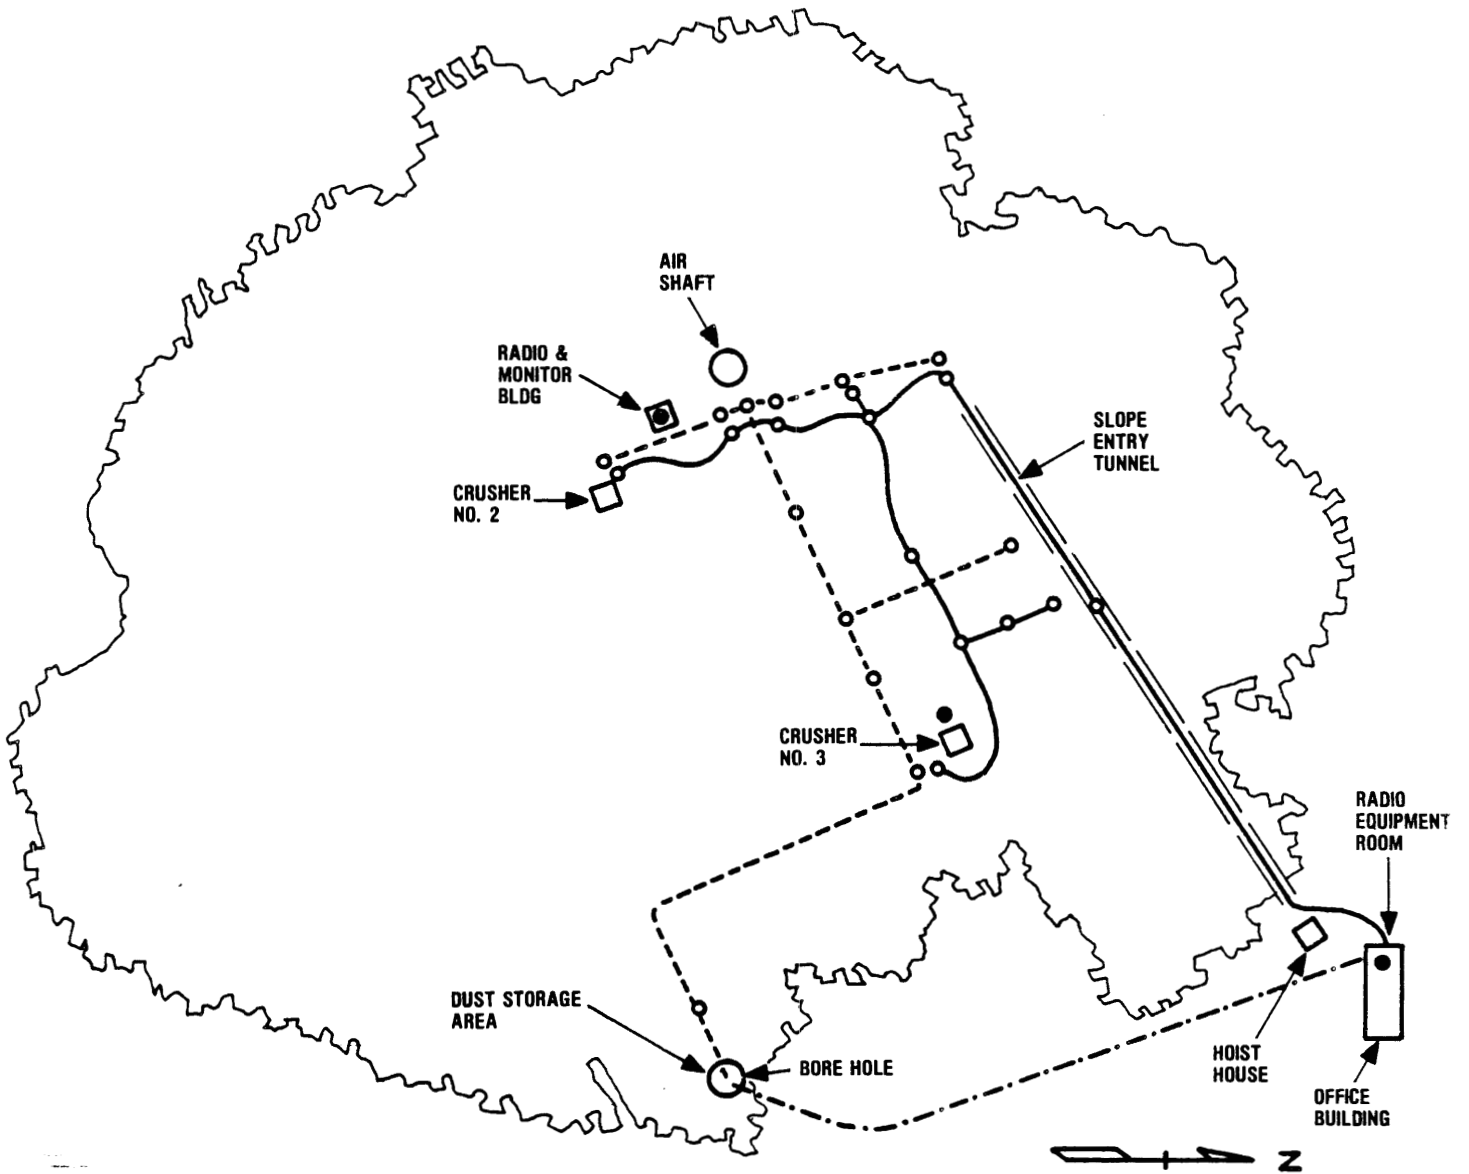 AIR
SHAFT
RADIO &
MONITOR
BLDG
CRUSHER
NO. 2
SLOPE
ENTRY
TUNNEL
CRUSHER
NO. 3
RADIO
EQUIPMENT
ROOM
DUST STORAGE
AREA
BORE HOLE
HOIST
HOUSE
OFFICE
BUILDING
N